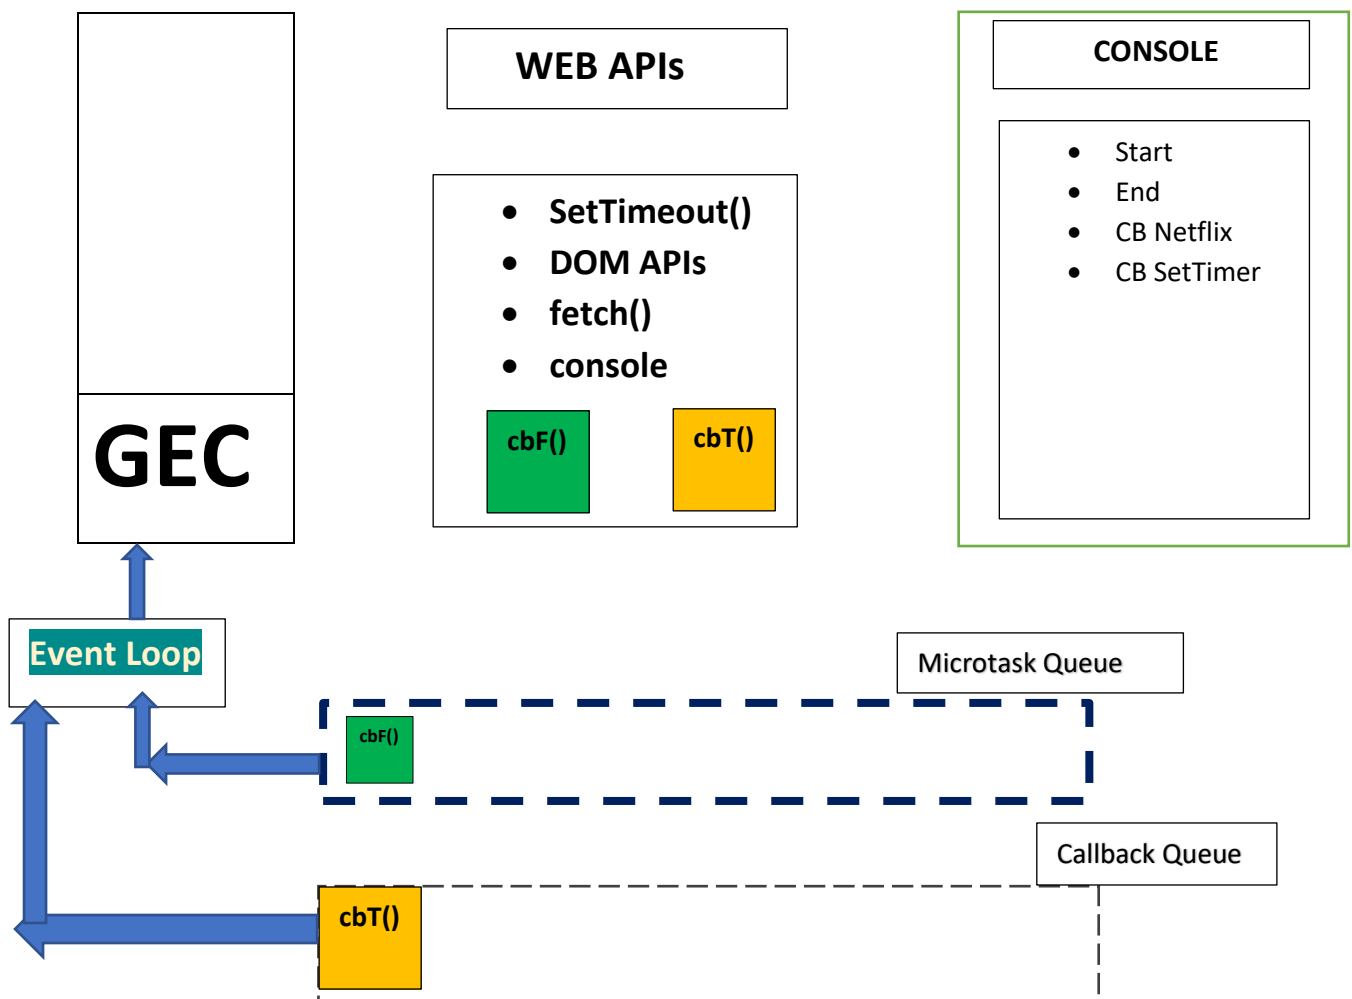 WEB APIs
CONSOLE
• Start
• End
• CB Netflix
• CB SetTimer
• SetTimeout()
• DOM APIs
• fetch()
• console
cbF()
cbT()
GEC
Event Loop
Microtask Queue
cbF()
Callback Queue
cbT()